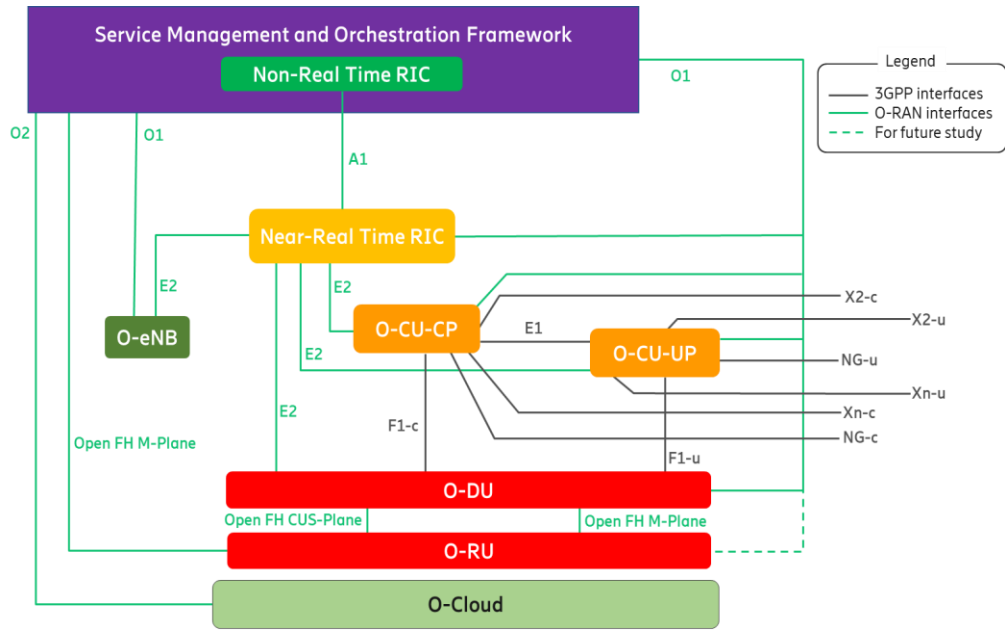 Service Management and Orchestration Framework
Non-Real Time RIC
O1
Legend
3GPP interfaces
O-RAN interfaces
For future study
O2
O1
A1
Near-Real Time RIC
E2
E2
X2-c
O-CU-CP
E1
X2-u
O-eNB
E2
O-CU-UP
NG-u
Xn-u
E2
Xn-c
F1-c
NG-c
Open FH M-Plane
F1-u
O-DU
Open FH CUS-Plane
Open FH M-Plane
O-RU
O-Cloud